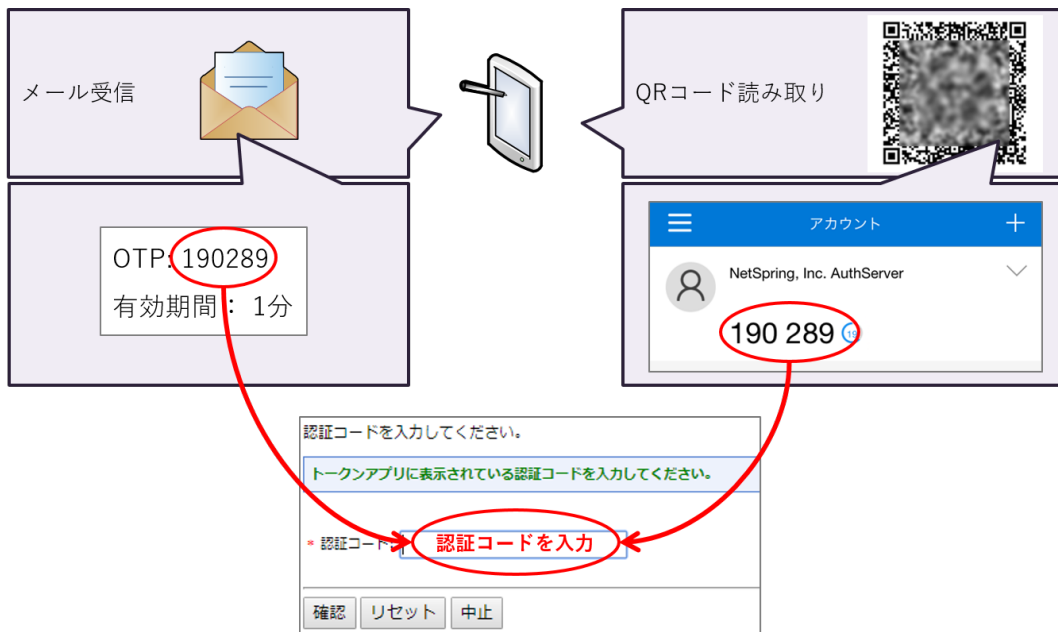 メール受信
QRコード読み取り
OTP: 190289
有効期間： 1分
アカウント
NetSpring, Inc. AuthServer
190 289
19
認証コードを入力してください。
トークンアプリに表示されている認証コードを入力してください。
* 認証コード:
認証コードを入力
確認 リセット 中止